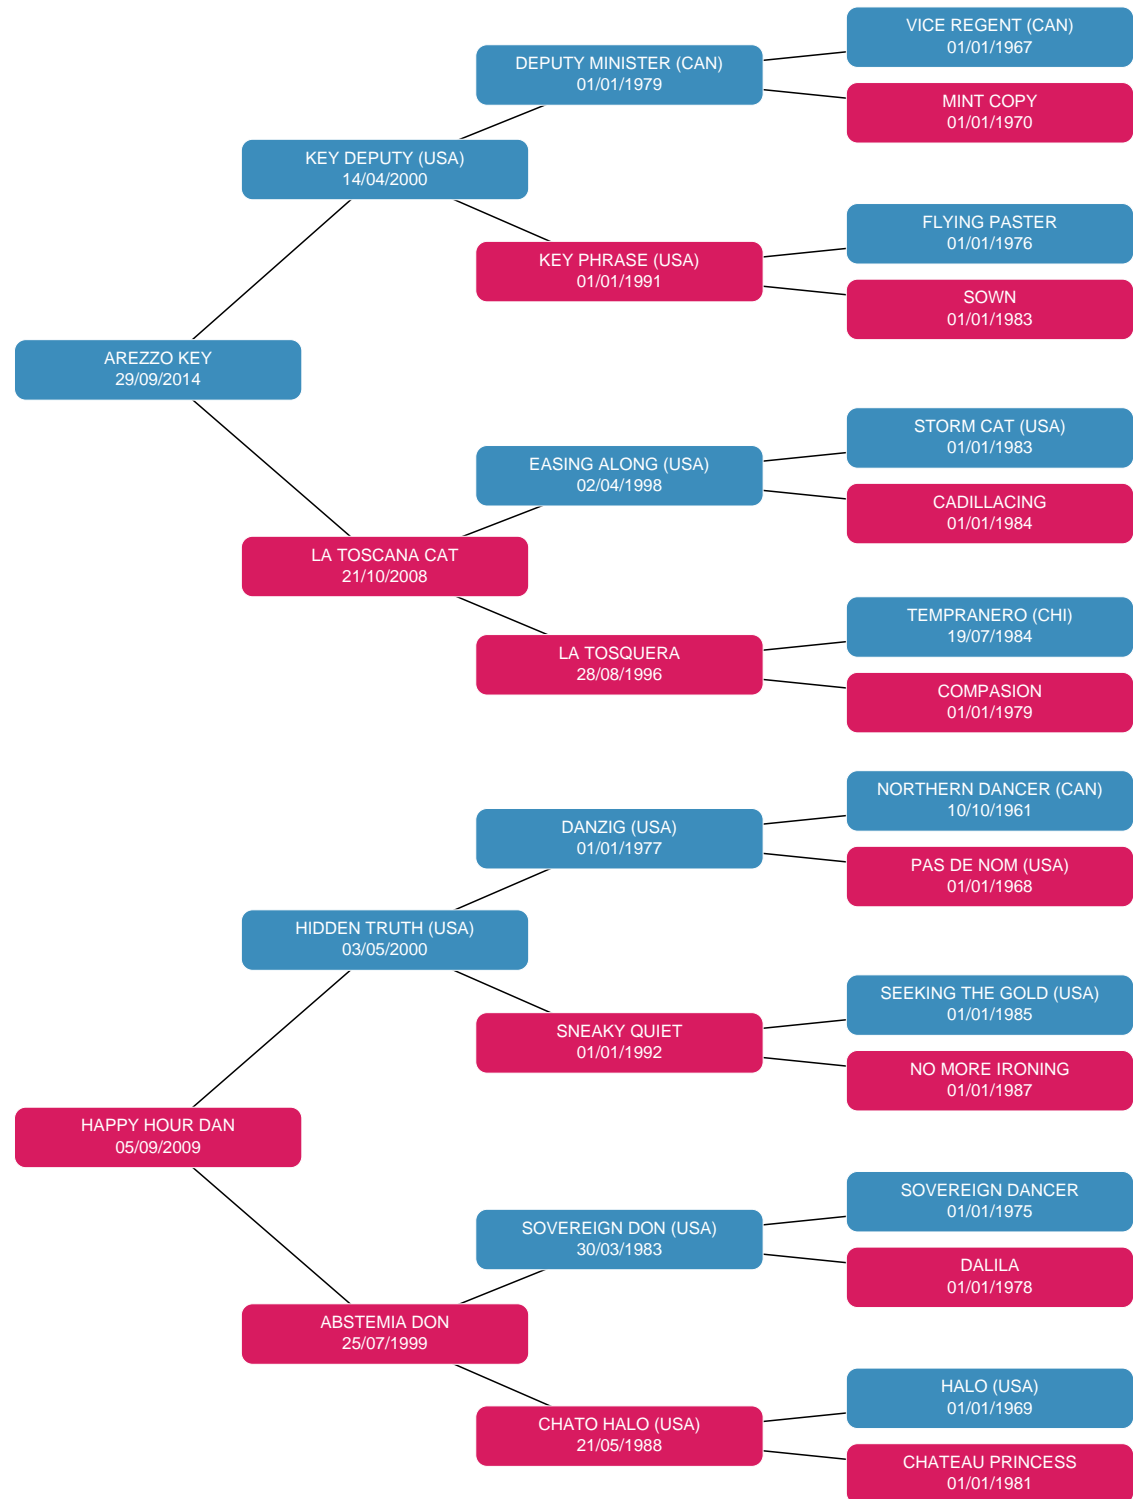 VICE REGENT (CAN)
01/01/1967
DEPUTY MINISTER (CAN)
01/01/1979
MINT COPY
01/01/1970
KEY DEPUTY (USA)
14/04/2000
FLYING PASTER
01/01/1976
KEY PHRASE (USA)
01/01/1991
SOWN
01/01/1983
AREZZO KEY
29/09/2014
STORM CAT (USA)
01/01/1983
EASING ALONG (USA)
02/04/1998
CADILLACING
01/01/1984
LA TOSCANA CAT
21/10/2008
TEMPRANERO (CHI)
19/07/1984
LA TOSQUERA
28/08/1996
COMPASION
01/01/1979
NORTHERN DANCER (CAN)
10/10/1961
DANZIG (USA)
01/01/1977
PAS DE NOM (USA)
01/01/1968
HIDDEN TRUTH (USA)
03/05/2000
SEEKING THE GOLD (USA)
01/01/1985
SNEAKY QUIET
01/01/1992
NO MORE IRONING
01/01/1987
HAPPY HOUR DAN
05/09/2009
SOVEREIGN DANCER
01/01/1975
SOVEREIGN DON (USA)
30/03/1983
DALILA
01/01/1978
ABSTEMIA DON
25/07/1999
HALO (USA)
01/01/1969
CHATO HALO (USA)
21/05/1988
CHATEAU PRINCESS
01/01/1981